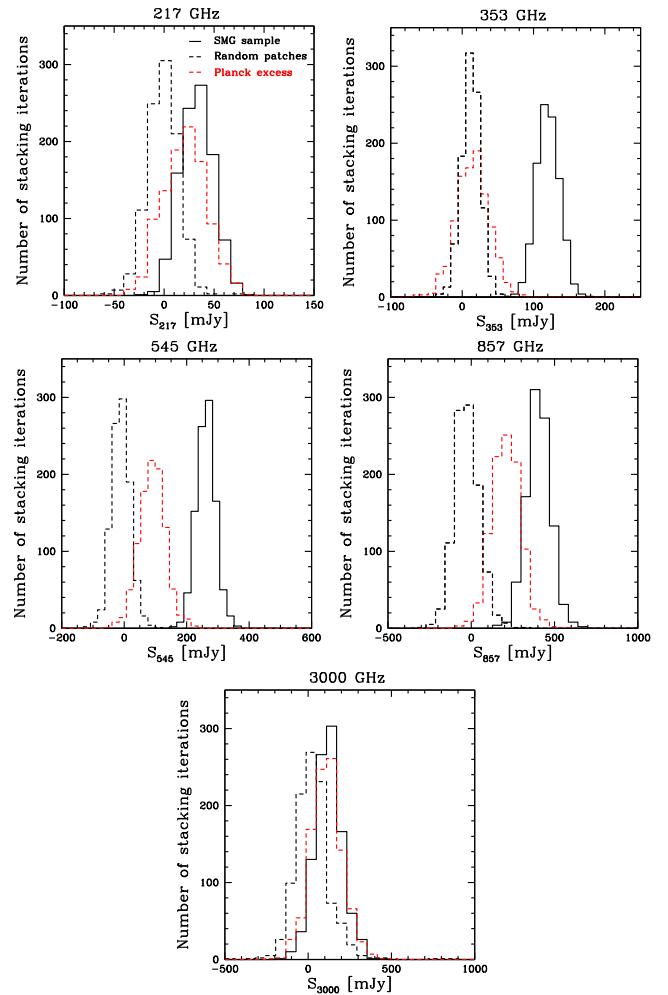 217 GHz
Number of stacking iterations
300
200
100
0
SMG sample
Random patches
Planck excess
-100 -50 0 50 100 150
S217 [mJy]
353 GHz
Number of stacking iterations
300
200
100
0
-100 0 100 200
S353 [mJy]
545 GHz
Number of stacking iterations
300
200
100
0
-200 0 200 400 600
S545 [mJy]
857 GHz
Number of stacking iterations
300
200
100
0
-500 0 500 1000
S857 [mJy]
3000 GHz
Number of stacking iterations
300
200
100
0
-500 0 500 1000
S3000 [mJy]